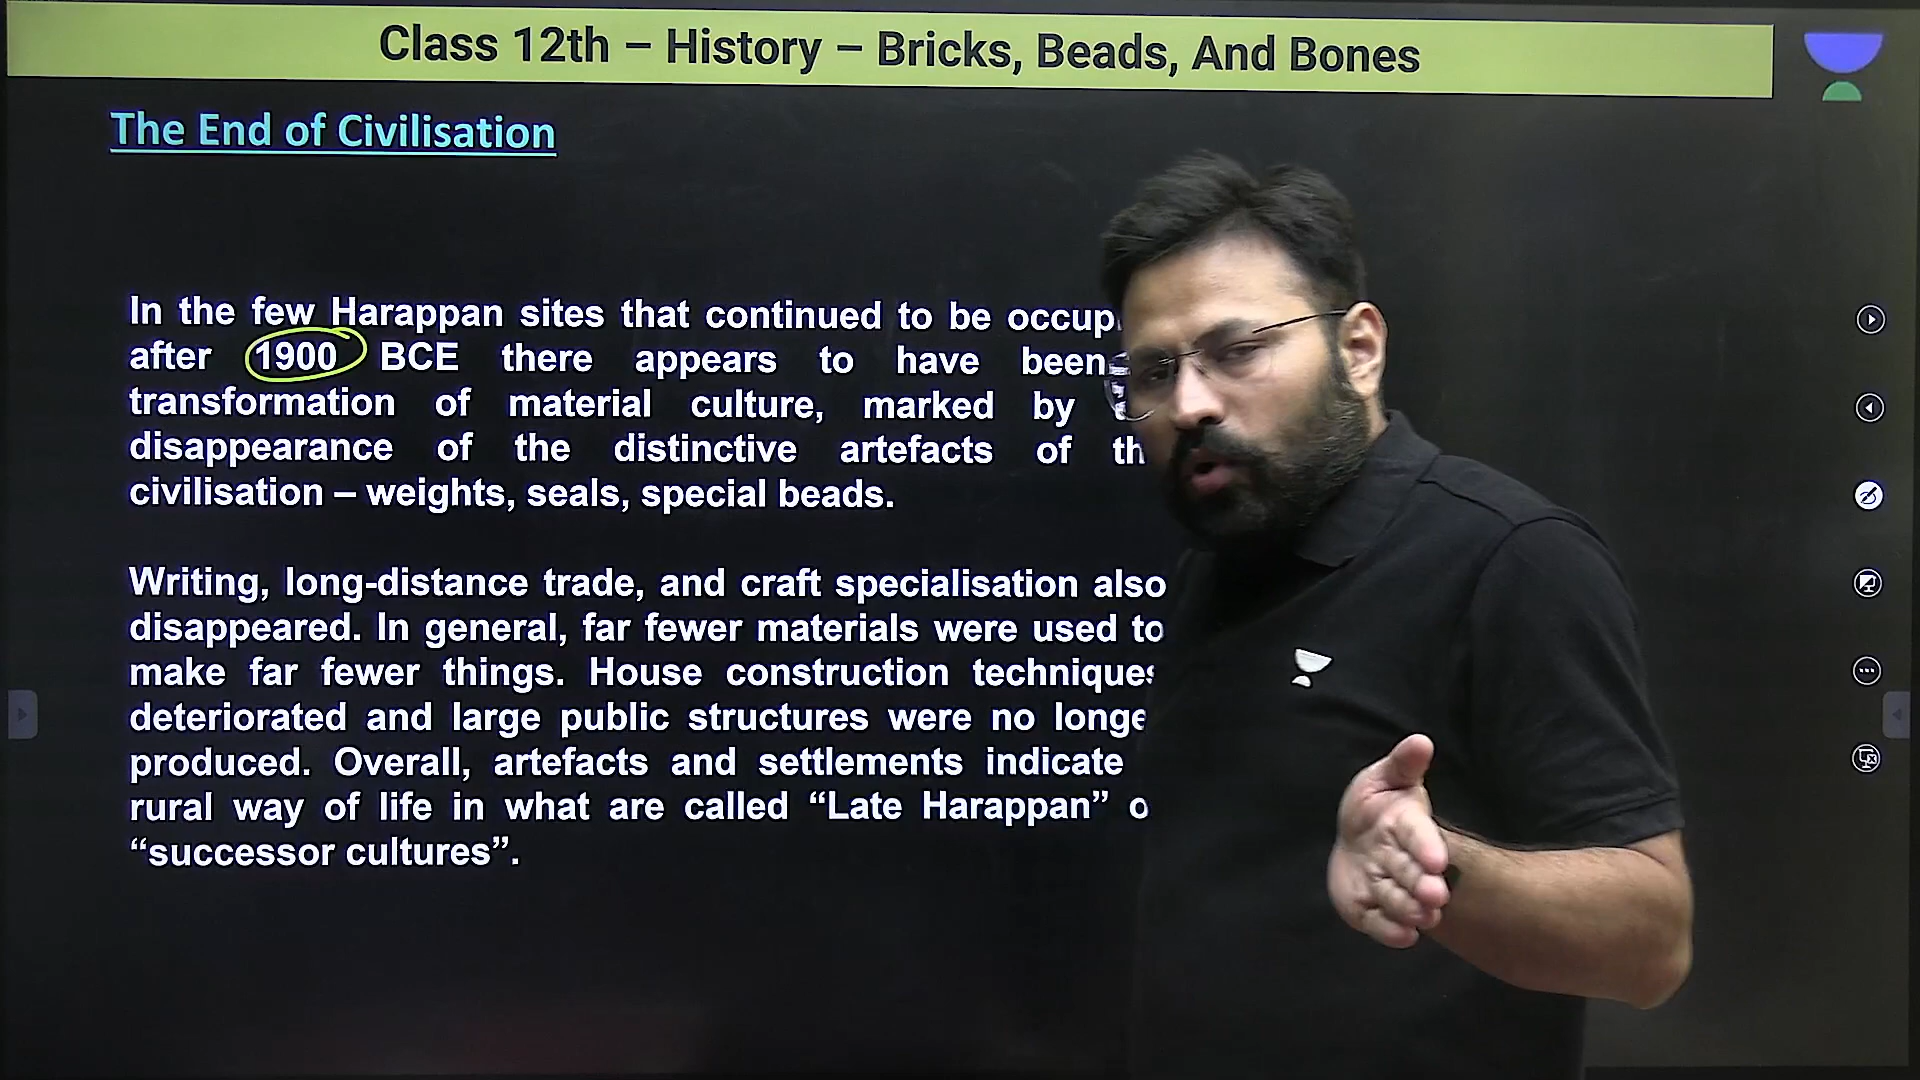 Class 12th – History – Bricks, Beads, And Bones
The End of Civilisation
In the few Harappan sites that continued to be
after 1900 BCE there appears to have been
transformation of material culture, marked by
disappearance of the distinctive artefacts of
civilisation – weights, seals, special beads.
Writing, long-distance trade, and craft specialisation also
disappeared. In general, far fewer materials were used to
make far fewer things. House construction techniques
deteriorated and large public structures were no
produced. Overall, artefacts and settlements indicate
rural way of life in what are called “Late Harappan”
“successor cultures”.